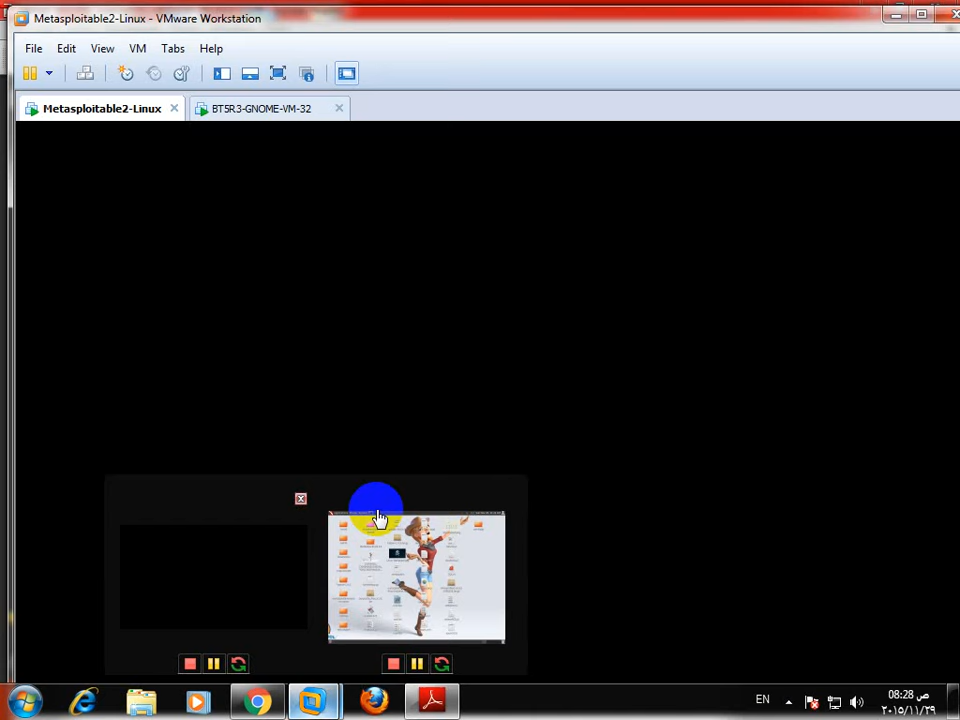 Metasploitable2-Linux - VMware Workstation
File Edit View VM Tabs Help
Metasploitable2-Linux
BT5R3-GNOME-VM-32
EN
08:28 ص
٢٠١٥/١١/٢٩